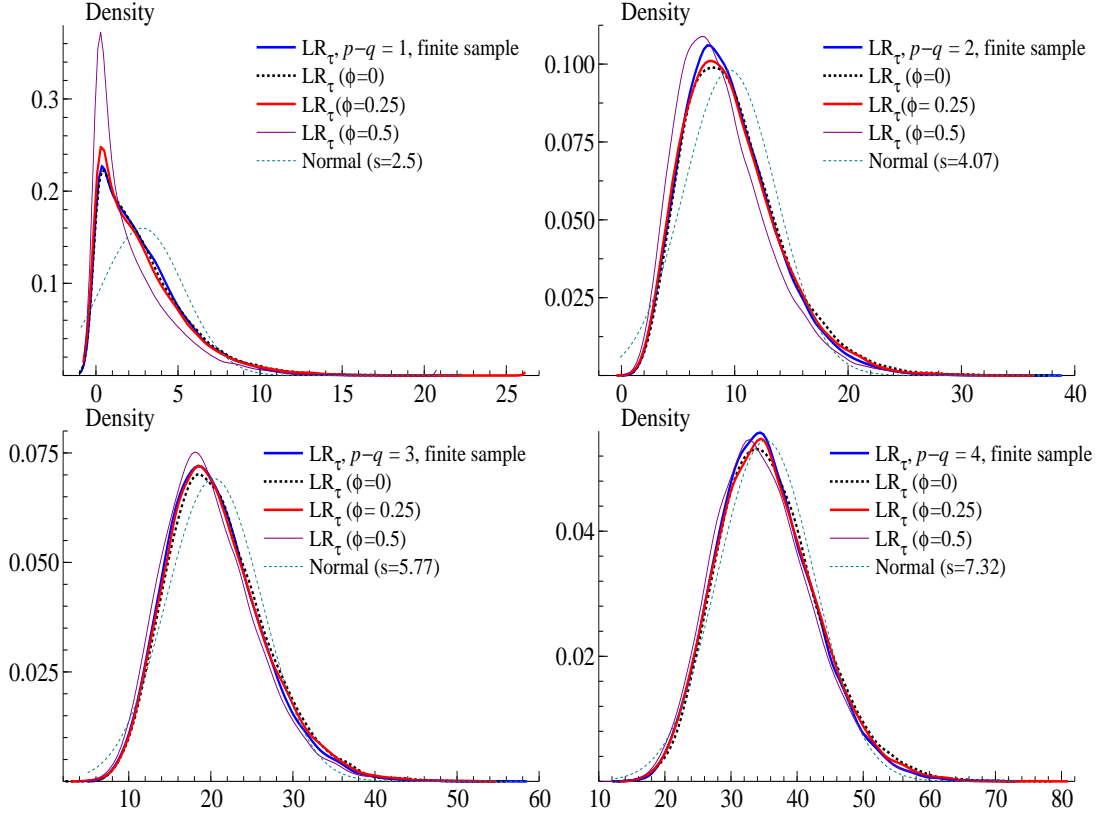 Density
LRτ, p−q = 1, finite sample
LRτ (ϕ=0)
LRτ (ϕ=0.25)
LRτ (ϕ=0.5)
Normal (s=2.5)
0.3
0.2
0.1
0 5 10 15 20 25
Density
LRτ, p−q = 2, finite sample
LRτ (ϕ=0)
LRτ (ϕ= 0.25)
LRτ (ϕ=0.5)
Normal (s=4.07)
0.100
0.075
0.050
0.025
0 10 20 30 40
Density
LRτ, p−q = 3, finite sample
LRτ (ϕ=0)
LRτ (ϕ= 0.25)
LRτ (ϕ=0.5)
Normal (s=5.77)
0.075
0.050
0.025
10 20 30 40 50 60
Density
LRτ, p−q = 4, finite sample
LRτ (ϕ=0)
LRτ (ϕ=0.25)
LRτ (ϕ=0.5)
Normal (s=7.32)
0.04
0.02
10 20 30 40 50 60 70 80